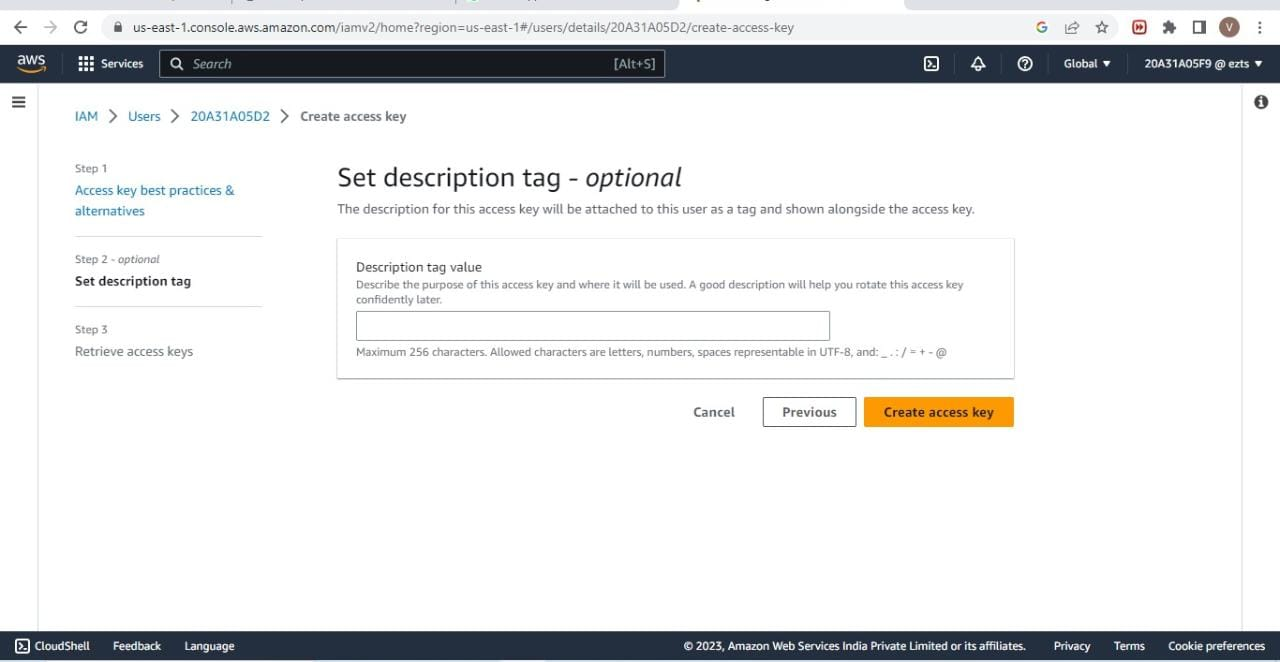 us-east-1.console.aws.amazon.com/iamv2/home?region=us-east-1#/users/details/20A31A05D2/create-access-key
V
aws
Services
Search
[Alt+S]
Global
20A31A05F9 @ ezts
IAM > Users > 20A31A05D2 > Create access key
Step 1
Access key best practices &
alternatives
Step 2 - optional
Set description tag
Step 3
Retrieve access keys
Set description tag - optional
The description for this access key will be attached to this user as a tag and shown alongside the access key.
Description tag value
Describe the purpose of this access key and where it will be used. A good description will help you rotate this access key
confidently later.
Maximum 256 characters. Allowed characters are letters, numbers, spaces representable in UTF-8, and: _ . : / = + - @
Cancel
Previous
Create access key
CloudShell
Feedback
Language
© 2023, Amazon Web Services India Private Limited or its affiliates.
Privacy
Terms
Cookie preferences